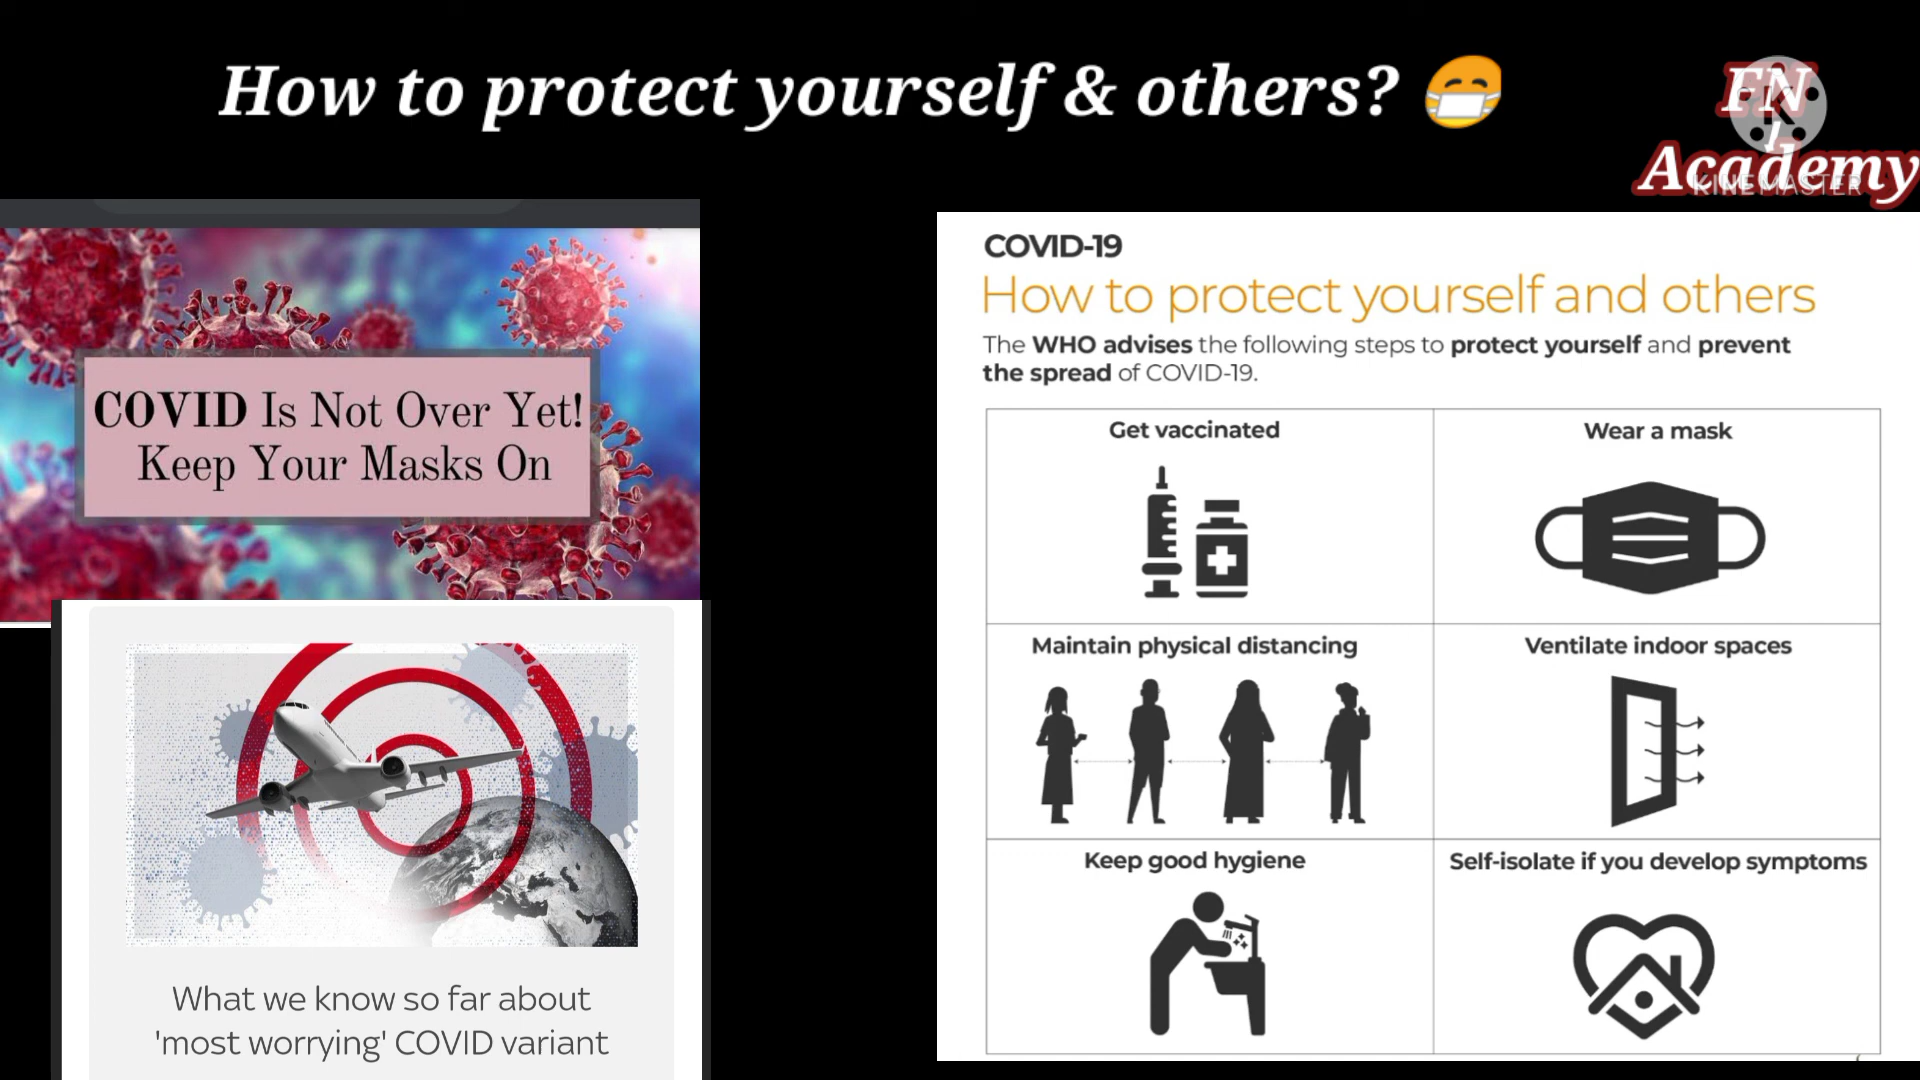 How to protect yourself & others? 😷
FN
Academy
KINEMASTER
COVID Is Not Over Yet!
Keep Your Masks On
What we know so far about
'most worrying' COVID variant
COVID-19
How to protect yourself and others
The WHO advises the following steps to protect yourself and prevent
the spread of COVID-19.
Get vaccinated
Wear a mask
Maintain physical distancing
Ventilate indoor spaces
Keep good hygiene
Self-isolate if you develop symptoms